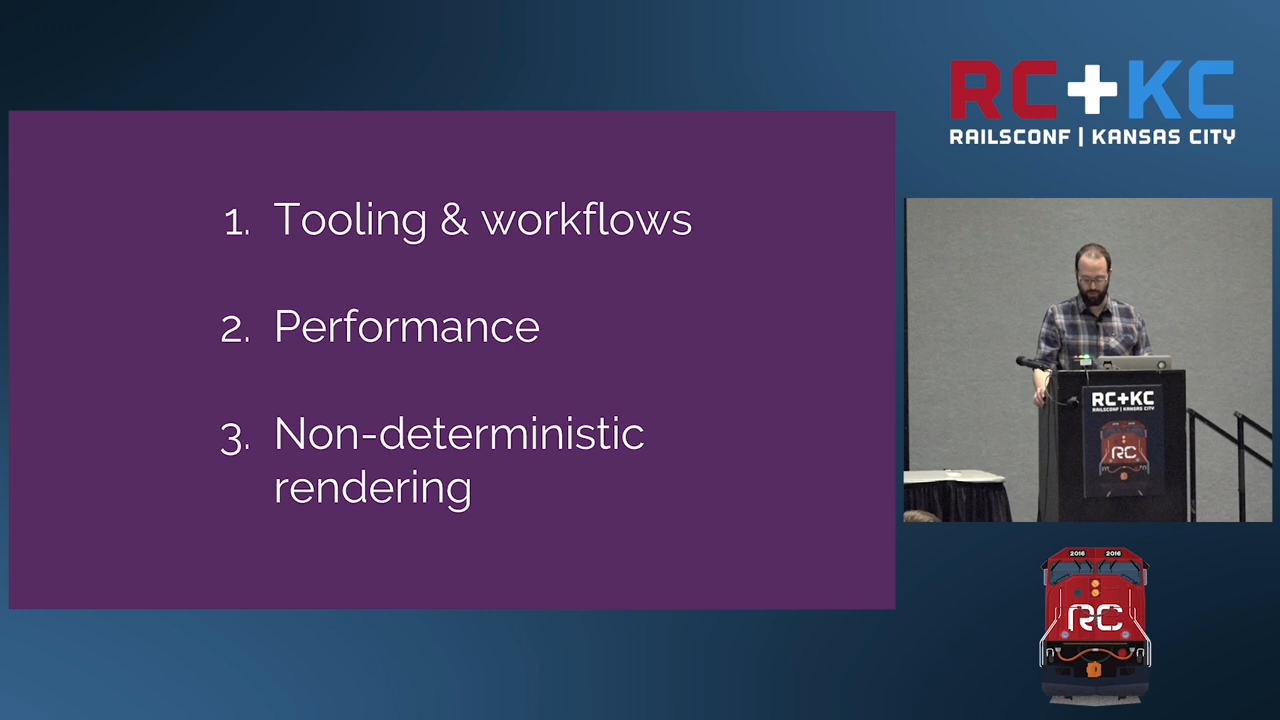 1. Tooling & workflows
2. Performance
3. Non-deterministic
rendering
RC+KC
RAILSCONF | KANSAS CITY
RC+KC
RAILSCONF | KANSAS CITY
RC
2016 2016
RC